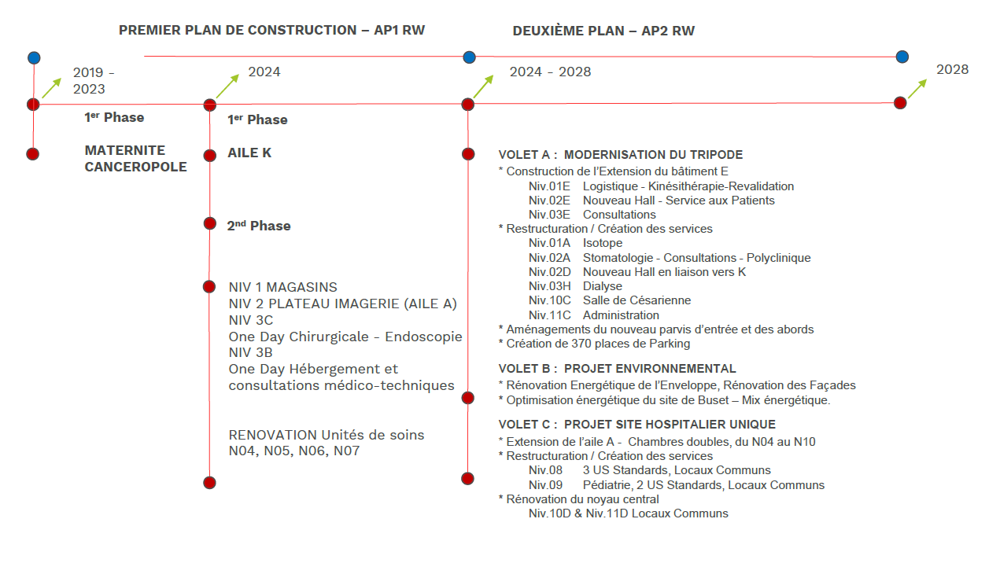 PREMIER PLAN DE CONSTRUCTION – AP1 RW
DEUXIÈME PLAN – AP2 RW
2019 -
2023
2024
2024 - 2028
2028
1er Phase
MATERNITE
CANCEROPOLE
1er Phase
AILE K
2nd Phase
NIV 1 MAGASINS
NIV 2 PLATEAU IMAGERIE (AILE A)
NIV 3C
One Day Chirurgicale - Endoscopie
NIV 3B
One Day Hébergement et
consultations médico-techniques
RENOVATION Unités de soins
N04, N05, N06, N07
VOLET A : MODERNISATION DU TRIPODE
* Construction de l’Extension du bâtiment E
Niv.01E Logistique - Kinésithérapie-Revalidation
Niv.02E Nouveau Hall - Service aux Patients
Niv.03E Consultations
* Restructuration / Création des services
Niv.01A Isotope
Niv.02A Stomatologie - Consultations - Polyclinique
Niv.02D Nouveau Hall en liaison vers K
Niv.03H Dialyse
Niv.10C Salle de Césarienne
Niv.11C Administration
* Aménagements du nouveau parvis d’entrée et des abords
* Création de 370 places de Parking
VOLET B : PROJET ENVIRONNEMENTAL
* Rénovation Energétique de l’Enveloppe, Rénovation des Façades
* Optimisation énergétique du site de Buset – Mix énergétique.
VOLET C : PROJET SITE HOSPITALIER UNIQUE
* Extension de l’aile A - Chambres doubles, du N04 au N10
* Restructuration / Création des services
Niv.08 3 US Standards, Locaux Communs
Niv.09 Pédiatrie, 2 US Standards, Locaux Communs
* Rénovation du noyau central
Niv.10D & Niv.11D Locaux Communs